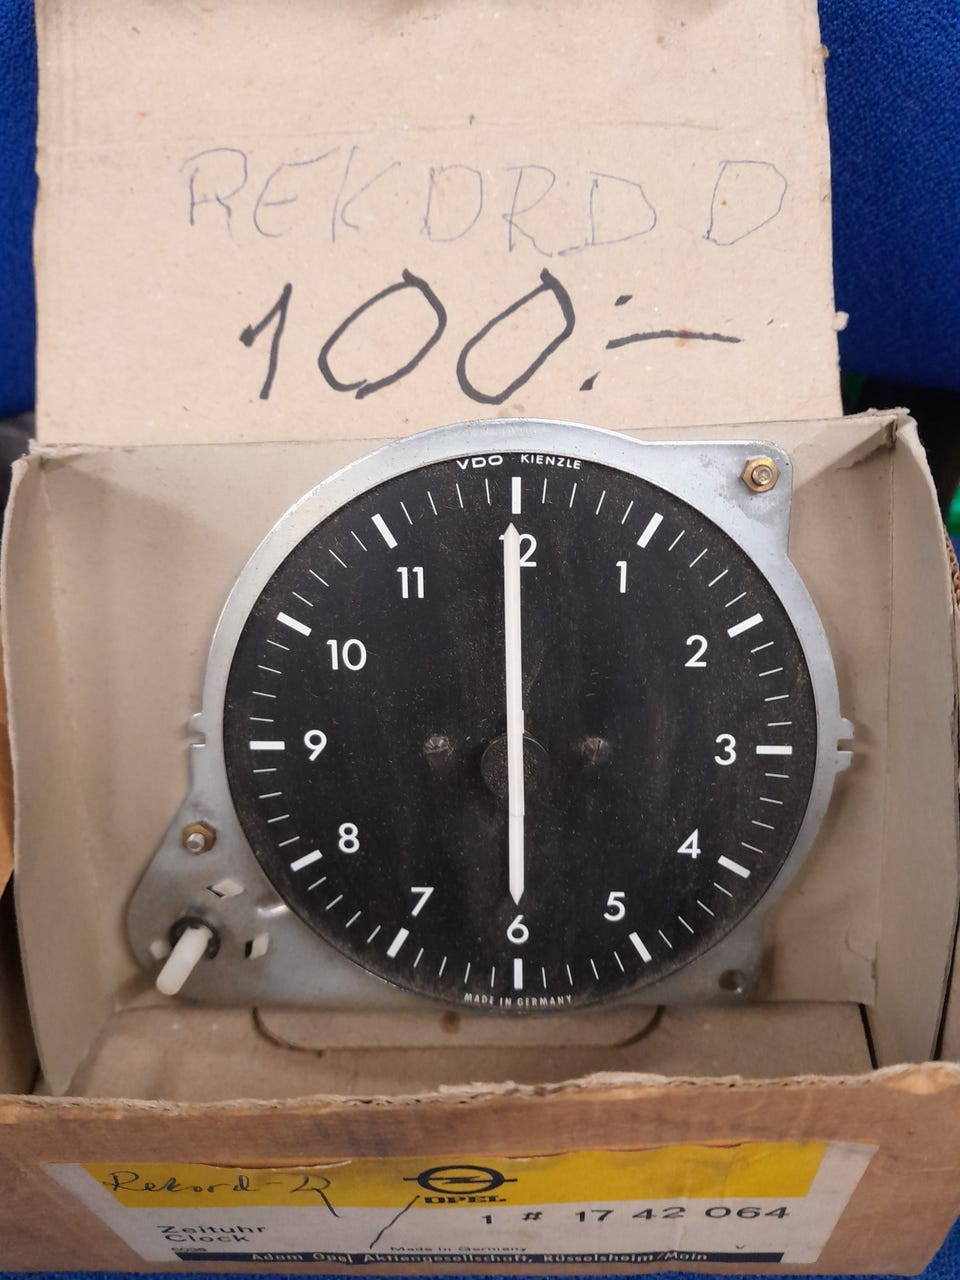 REKORD D
100:-
VDO KIENZLE
12
11
1
10
2
9
3
8
4
7
5
6
MADE IN GERMANY
Rekord-D
OPEL
1 # 17 42 064
Zeituhr
Clock
Made in Germany
Adam Opel Aktiengesellschaft, Rüsselsheim/Main